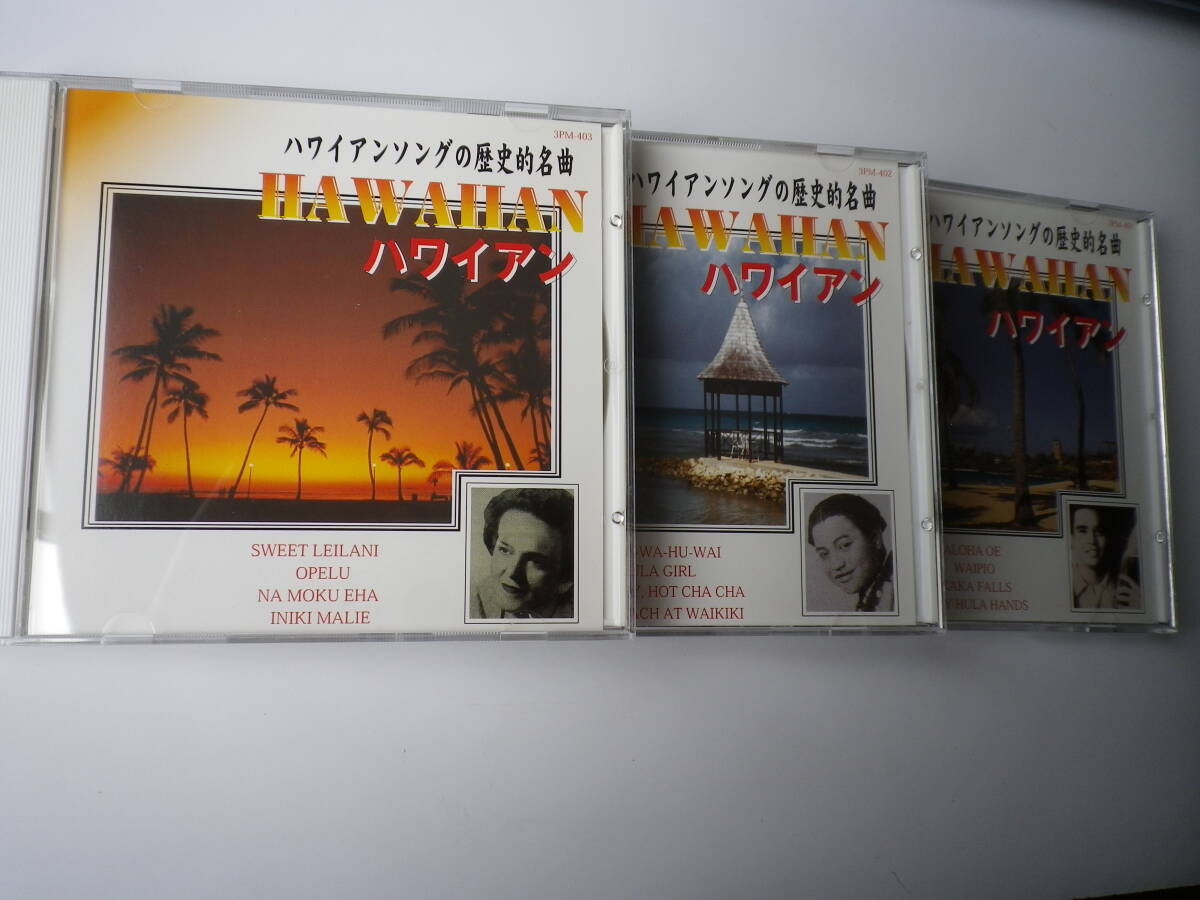 3PM-403
ハワイアンソングの歴史的名曲
HAWAIIAN
ハワイアン
SWEET LEILANI
OPELU
NA MOKU EHA
INIKI MALIE
3PM-402
ハワイアンソングの歴史的名曲
HAWAIIAN
ハワイアン
-WA-HU-WAI
ULA GIRL
, HOT CHA CHA
ACH AT WAIKIKI
ハワイアンソングの歴史的名曲
HAWAIIAN
ハワイアン
ALOHA OE
WAIPIO
AKA FALLS
Y HULA HANDS